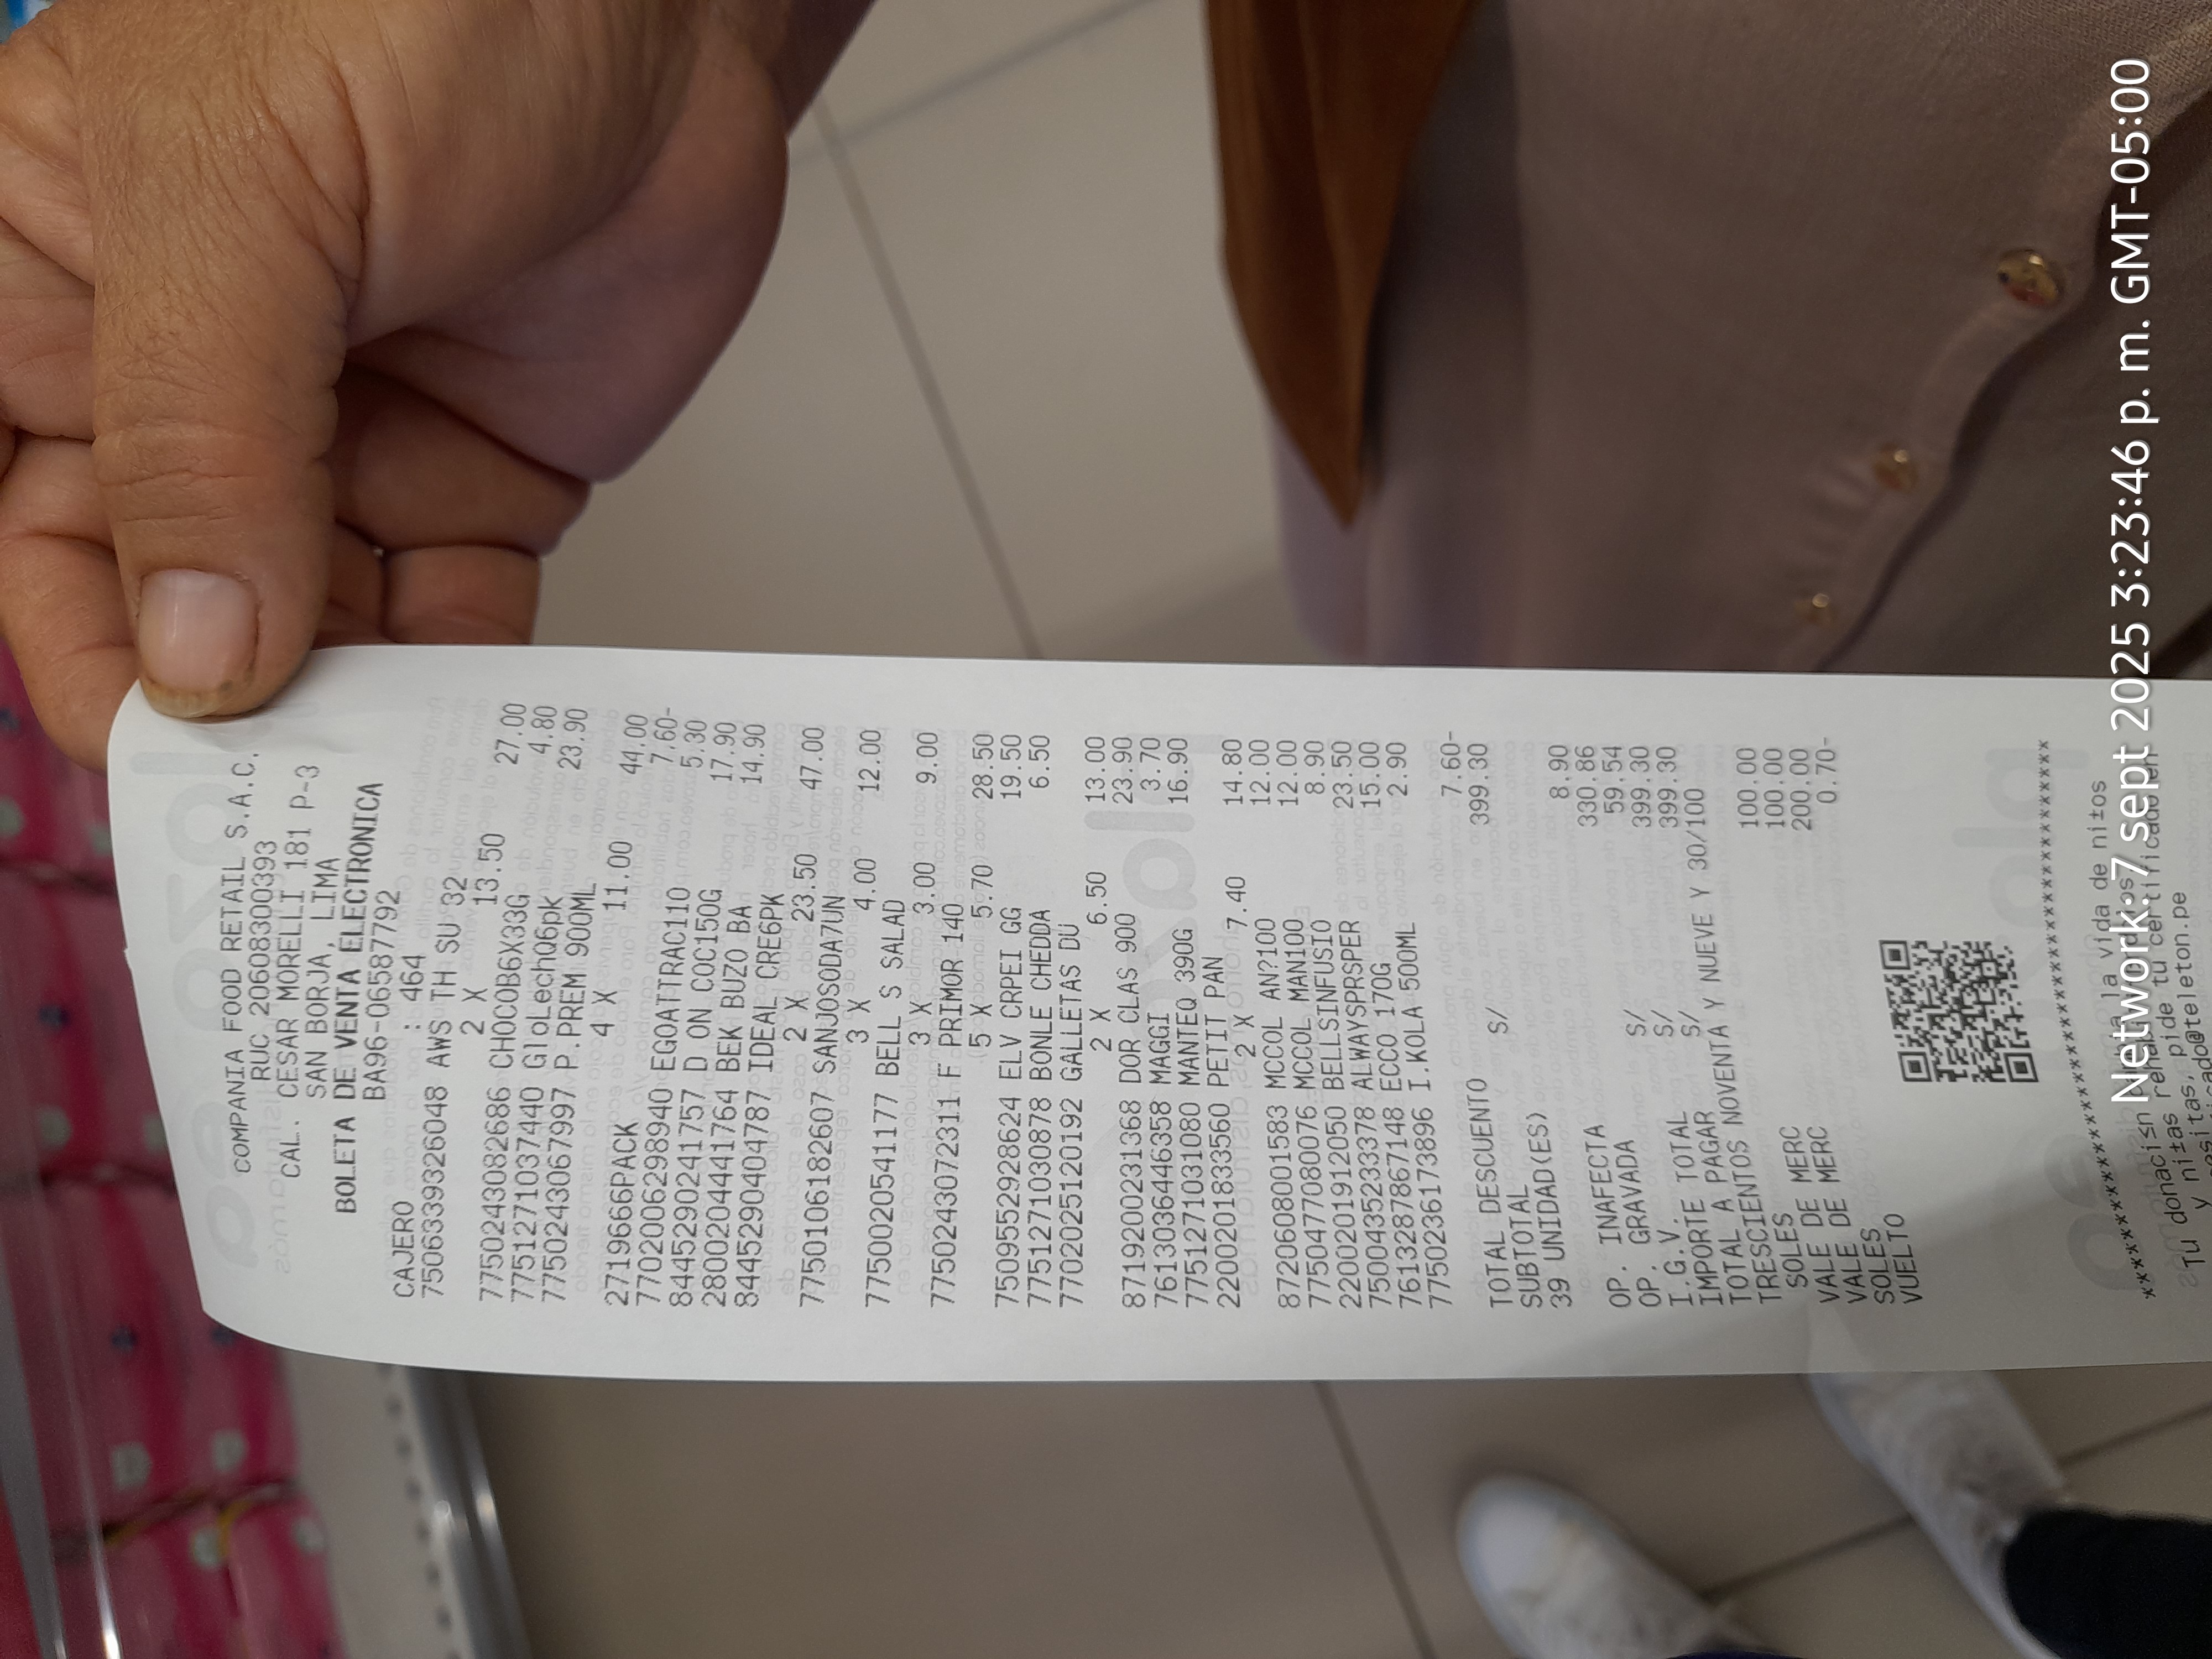 COMPANIA FOOD RETAIL S.A.C.
RUC 20608300393
CAL. CESAR MORELLI 181 P-3
SAN BORJA, LIMA
BOLETA DE VENTA ELECTRONICA
BA96-06587792
CAJERO : 464
7506339326048 AWS TH SU 32
2 X 13.50 27.00
7750243082686 CHOCOB6X33G 4.80
7751271037440 GloLechQ6pk 23.90
7750243067997 P.PREM 900ML
4 X 11.00 44.00
2719666PACK 7.60-
7702006298940 EGOATTRAC110 5.30
8445290241757 D ON COC150G 17.90
2800204441764 BEK BUZO BA 14.90
8445290404787 IDEAL CRE6PK
2 X 23.50 47.00
7750106182607 SANJOSODA7UN
3 X 4.00 12.00
7750020541177 BELL S SALAD
3 X 3.00 9.00
7750243072311 F PRIMOR 140
5 X 5.70 28.50
7509552928624 ELV CRPEI GG 19.50
7751271030878 BONLE CHEDDA 6.50
7702025120192 GALLETAS DU
2 X 6.50 13.00
8719200231368 DOR CLAS 900 23.90
7613036446358 MAGGI 3.70
7751271031080 MANTEQ 390G 16.90
2200201833560 PETIT PAN
2 X 7.40 14.80
8720608001583 MCCOL AN?100 12.00
7750477080076 MCCOL MAN100 12.00
2200201912050 BELLSINFUSIO 8.90
7500435233378 ALWAYSPRSPER 23.50
7613287867148 ECCO 170G 15.00
7750236173896 I.KOLA 500ML 2.90
TOTAL DESCUENTO 7.60-
SUBTOTAL S/ 399.30
39 UNIDAD(ES)
OP. INAFECTA 8.90
OP. GRAVADA 330.86
I.G.V. S/ 59.54
IMPORTE TOTAL S/ 399.30
TOTAL A PAGAR S/ 399.30
TRESCIENTOS NOVENTA Y NUEVE Y 30/100
SOLES
VALE DE MERC 100.00
VALE DE MERC 100.00
SOLES 200.00
VUELTO 0.70-
****************************************
Tu donaci≤n la vida de ni±os
y ni±as
pide tu certificado en
@teleton.pe
Network: 7 sept 2025 3:23:46 p. m. GMT-05:00